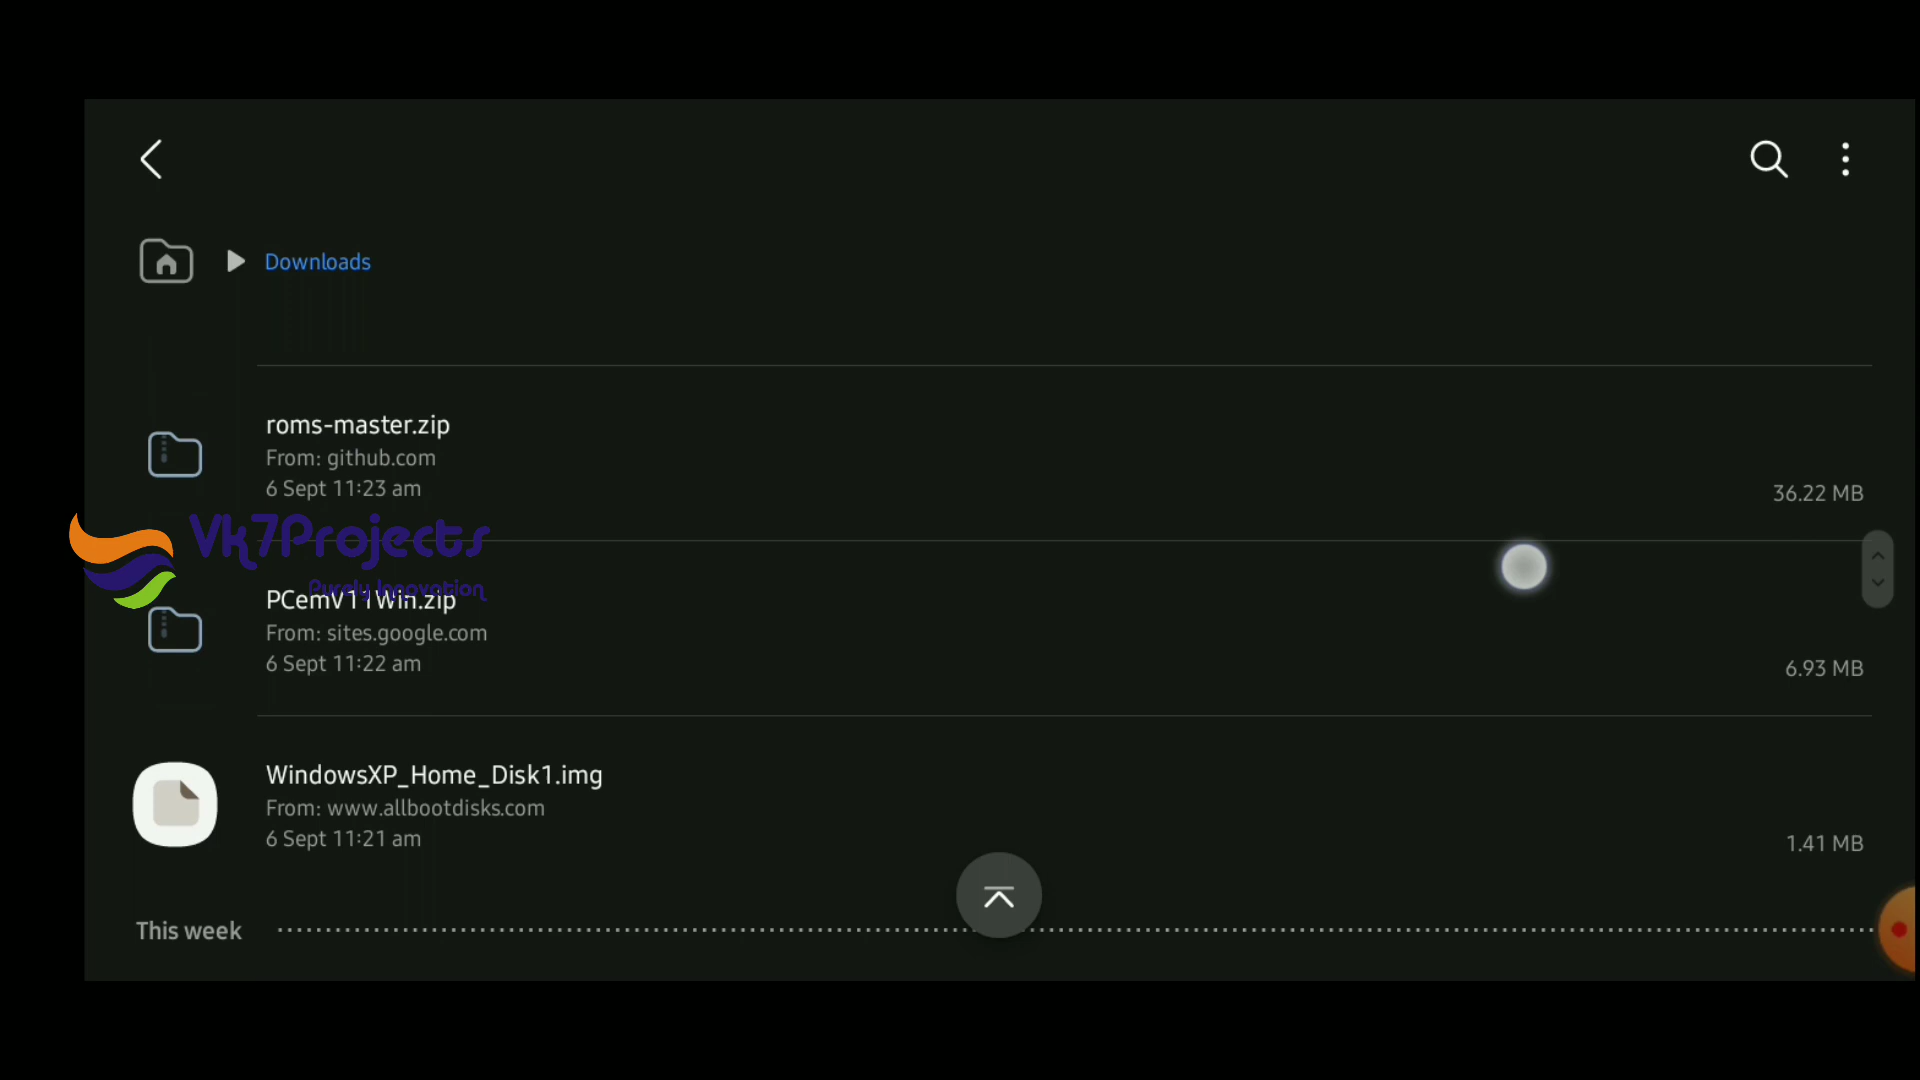 Downloads
roms-master.zip
From: github.com
6 Sept 11:23 am
36.22 MB
Vk7Projects
Purely Innovation
PCemV11Win.zip
From: sites.google.com
6 Sept 11:22 am
6.93 MB
WindowsXP_Home_Disk1.img
From: www.allbootdisks.com
6 Sept 11:21 am
1.41 MB
This week